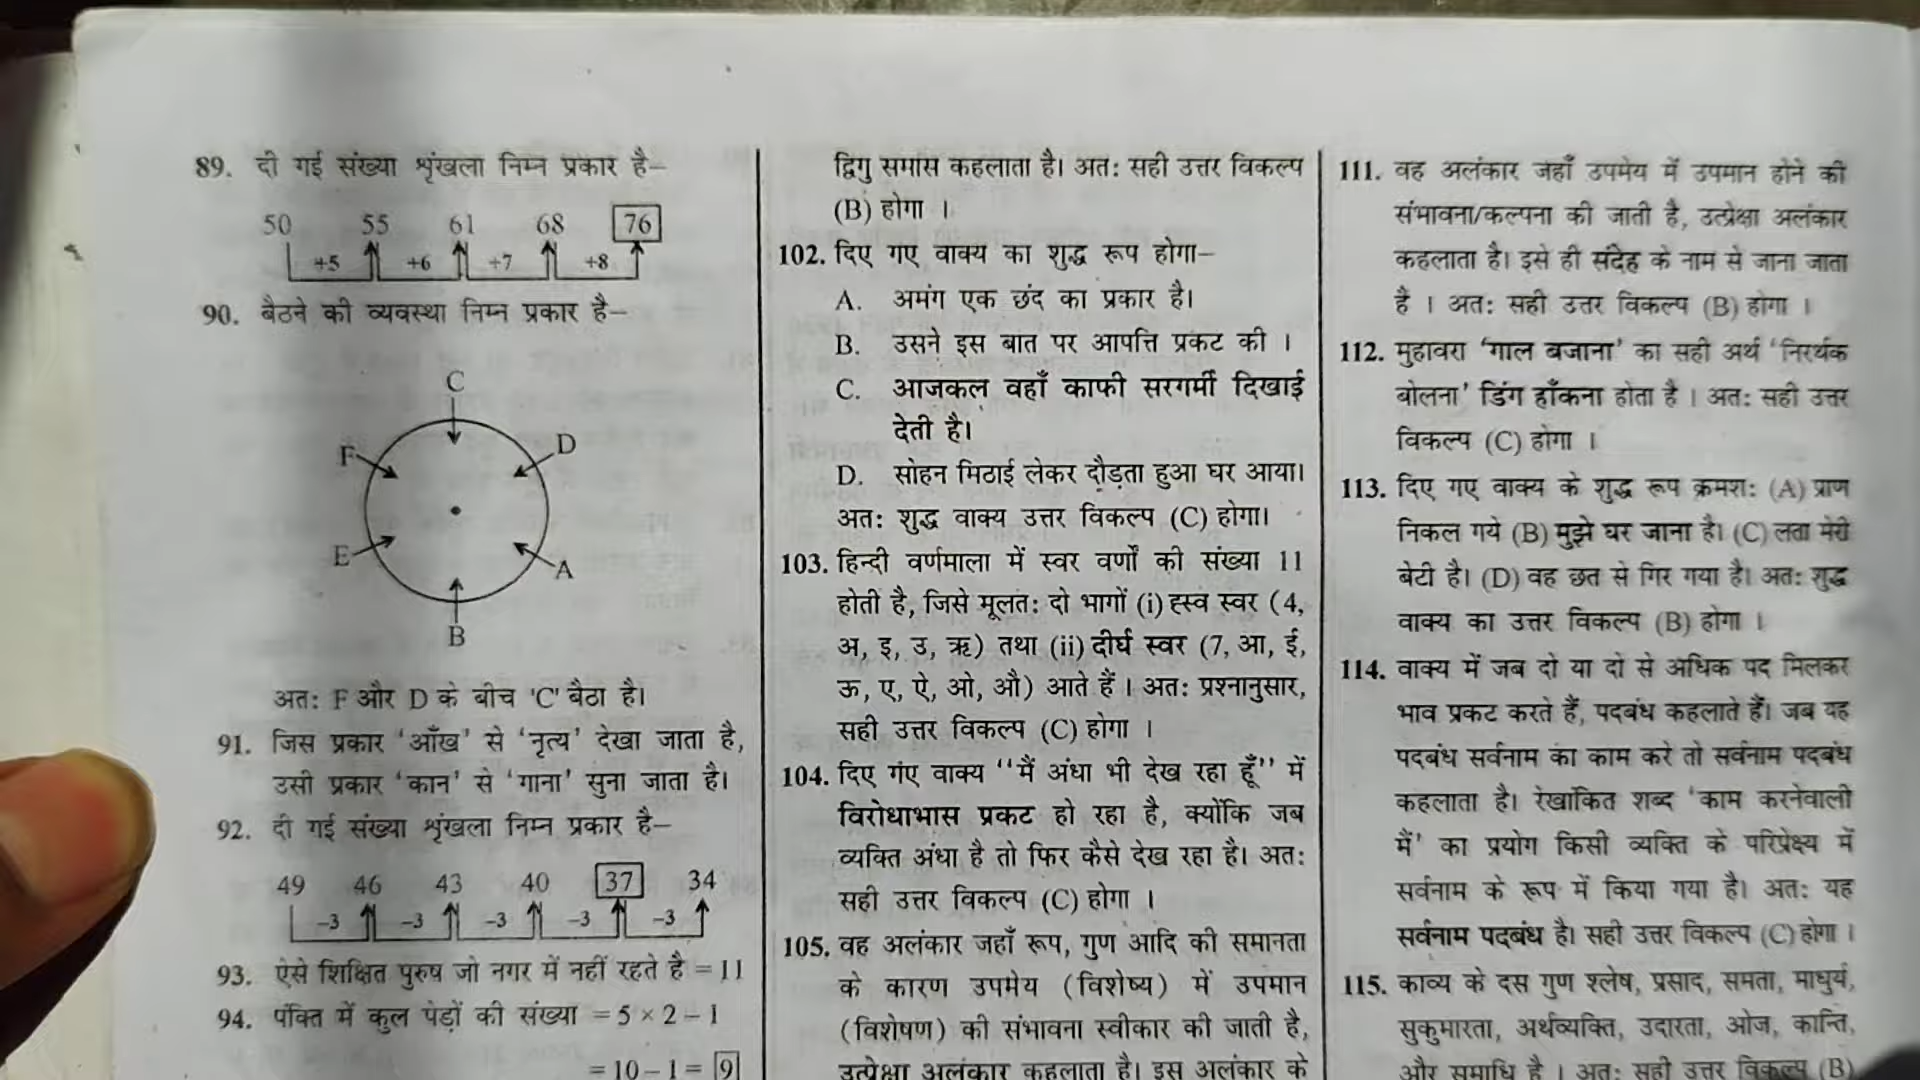 89. दी गई संख्या शृंखला निम्न प्रकार है–
50 55 61 68 76
+5 +6 +7 +8
90. बैठने की व्यवस्था निम्न प्रकार है–
C
F D
E A
B
अत: F और D के बीच 'C' बैठा है।
91. जिस प्रकार ‘आँख’ से ‘नृत्य’ देखा जाता है,
उसी प्रकार ‘कान’ से ‘गाना’ सुना जाता है।
92. दी गई संख्या शृंखला निम्न प्रकार है–
49 46 43 40 37 34
–3 –3 –3 –3 –3
93. ऐसे शिक्षित पुरुष जो नगर में नहीं रहते है = 11
94. पंक्ति में कुल पेड़ों की संख्या = 5 × 2 – 1
= 10 – 1 = 9
द्विगु समास कहलाता है। अत: सही उत्तर विकल्प
(B) होगा ।
102. दिए गए वाक्य का शुद्ध रूप होगा–
A. अमंग एक छंद का प्रकार है।
B. उसने इस बात पर आपत्ति प्रकट की ।
C. आजकल वहाँ काफी सरगर्मी दिखाई
देती है।
D. सोहन मिठाई लेकर दौड़ता हुआ घर आया।
अत: शुद्ध वाक्य उत्तर विकल्प (C) होगा।
103. हिन्दी वर्णमाला में स्वर वर्णों की संख्या 11
होती है, जिसे मूलत: दो भागों (i) ह्स्व स्वर (4,
अ, इ, उ, ऋ) तथा (ii) दीर्घ स्वर (7, आ, ई,
ऊ, ए, ऐ, ओ, औ) आते हैं । अत: प्रश्नानुसार,
सही उत्तर विकल्प (C) होगा ।
104. दिए गए वाक्य ‘‘मैं अंधा भी देख रहा हूँ’’ में
विरोधाभास प्रकट हो रहा है, क्योंकि जब
व्यक्ति अंधा है तो फिर कैसे देख रहा है। अत:
सही उत्तर विकल्प (C) होगा ।
105. वह अलंकार जहाँ रूप, गुण आदि की समानता
के कारण उपमेय (विशेष्य) में उपमान
(विशेषण) की संभावना स्वीकार की जाती है,
उत्प्रेक्षा अलंकार कहलाता है। इस अलंकार के
111. वह अलंकार जहाँ उपमेय में उपमान होने की
संभावना/कल्पना की जाती है, उत्प्रेक्षा अलंकार
कहलाता है। इसे ही संदेह के नाम से जाना जाता
है । अत: सही उत्तर विकल्प (B) होगा ।
112. मुहावरा ‘गाल बजाना’ का सही अर्थ ‘निरर्थक
बोलना’ डिंग हाँकना होता है । अत: सही उत्तर
विकल्प (C) होगा ।
113. दिए गए वाक्य के शुद्ध रूप क्रमश: (A) प्राण
निकल गये (B) मुझे घर जाना है। (C) लता मेरी
बेटी है। (D) वह छत से गिर गया है। अत: शुद्ध
वाक्य का उत्तर विकल्प (B) होगा ।
114. वाक्य में जब दो या दो से अधिक पद मिलकर
भाव प्रकट करते हैं, पदबंध कहलाते हैं। जब यह
पदबंध सर्वनाम का काम करे तो सर्वनाम पदबंध
कहलाता है। रेखांकित शब्द ‘काम करनेवाली
मैं’ का प्रयोग किसी व्यक्ति के परिप्रेक्ष्य में
सर्वनाम के रूप में किया गया है। अत: यह
सर्वनाम पदबंध है। सही उत्तर विकल्प (C) होगा ।
115. काव्य के दस गुण श्लेष, प्रसाद, समता, माधुर्य,
सुकुमारता, अर्थव्यक्ति, उदारता, ओज, कान्ति,
और समाधि है । अत: सही उत्तर विकल्प (B)